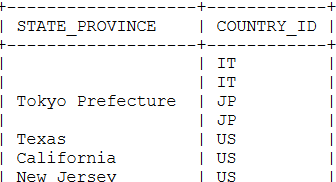 +--------------------+------------+
| STATE_PROVINCE | COUNTRY_ID |
+--------------------+------------+
| | IT
| | IT
| Tokyo Prefecture | JP
| | JP
| Texas | US
| California | US
| New Jersey | US